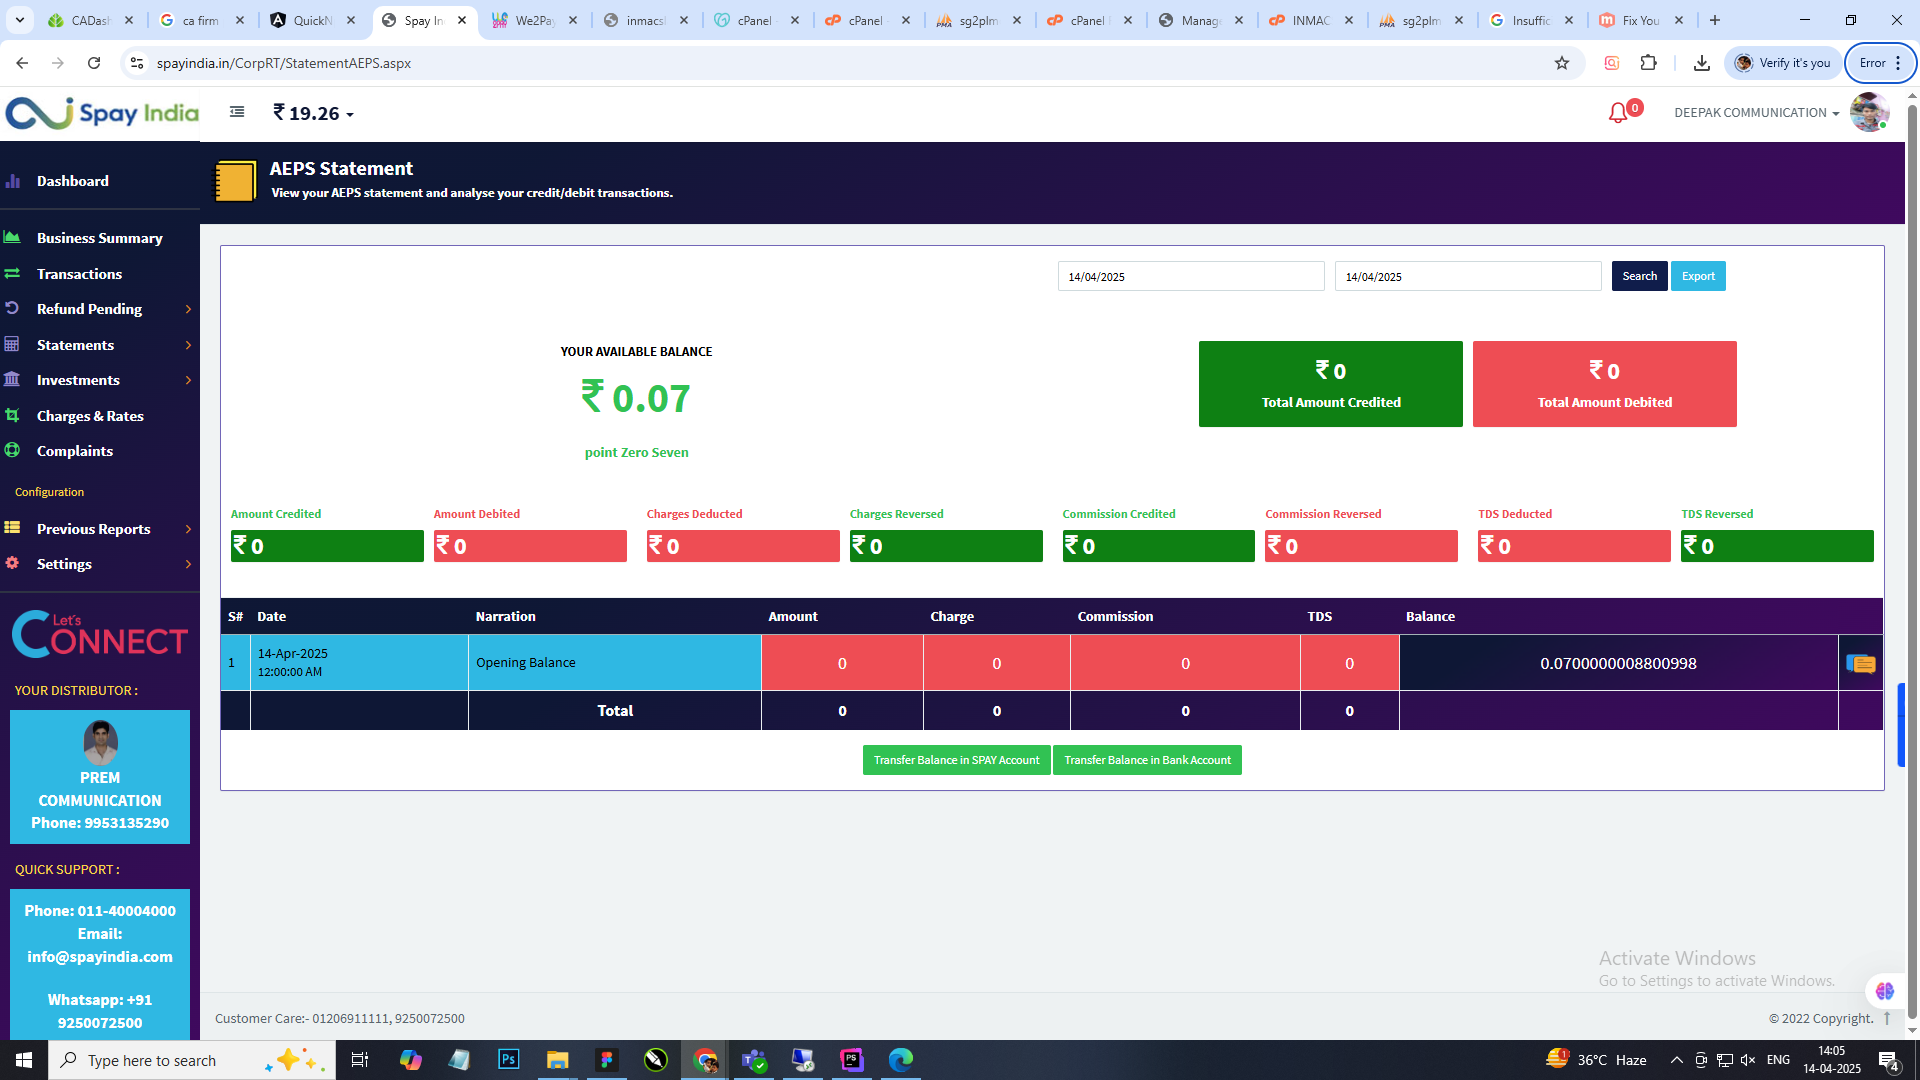 CADash
ca firm
QuickN
Spay In
We2Pay
inmacs
cPanel
cPanel
sg2plm
cPanel
Manag
INMAC
sg2plm
Insuffic
Fix You
spayindia.in/CorpRT/StatementAEPS.aspx
Verify it's you
Error
Spay India
₹ 19.26
0
DEEPAK COMMUNICATION
AEPS Statement
View your AEPS statement and analyse your credit/debit transactions.
Dashboard
Business Summary
Transactions
Refund Pending
Statements
Investments
Charges & Rates
Complaints
Configuration
Previous Reports
Settings
Let's
CONNECT
YOUR DISTRIBUTOR :
PREM
COMMUNICATION
Phone: 9953135290
QUICK SUPPORT :
Phone: 011-40004000
Email:
info@spayindia.com
Whatsapp: +91
9250072500
14/04/2025
14/04/2025
Search
Export
YOUR AVAILABLE BALANCE
₹ 0.07
point Zero Seven
₹ 0
Total Amount Credited
₹ 0
Total Amount Debited
Amount Credited
₹ 0
Amount Debited
₹ 0
Charges Deducted
₹ 0
Charges Reversed
₹ 0
Commission Credited
₹ 0
Commission Reversed
₹ 0
TDS Deducted
₹ 0
TDS Reversed
₹ 0
S# Date Narration Amount Charge Commission TDS Balance
1 14-Apr-2025 12:00:00 AM Opening Balance 0 0 0 0 0.0700000008800998
Total 0 0 0 0
Transfer Balance in SPAY Account
Transfer Balance in Bank Account
Activate Windows
Go to Settings to activate Windows.
Customer Care:- 01206911111, 9250072500
© 2022 Copyright.
Type here to search
Ps
PS
1
36°C Haze
ENG
14:05
14-04-2025
4